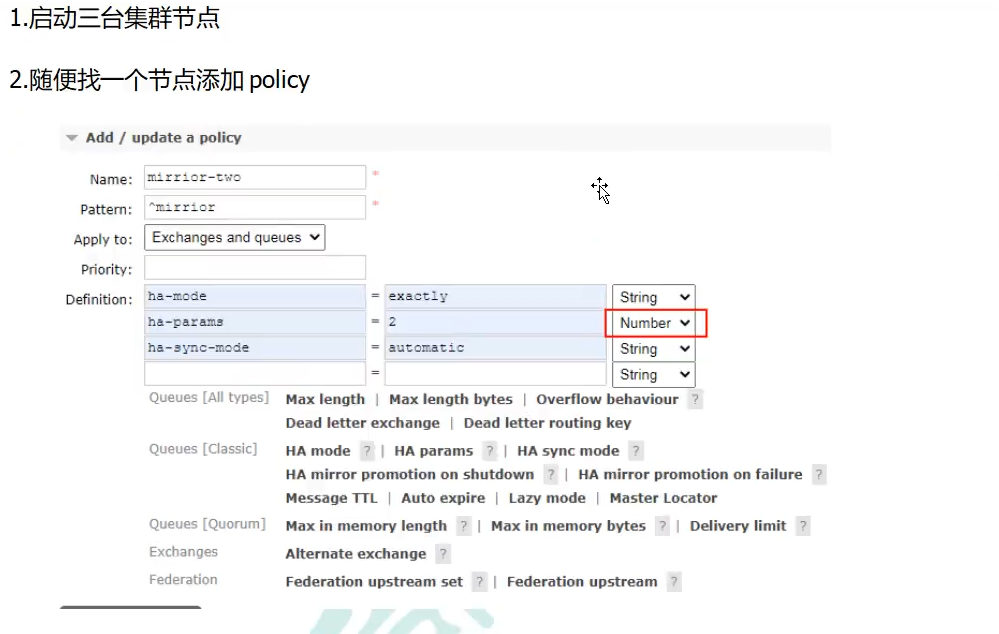 1.启动三台集群节点
2.随便找一个节点添加 policy
Add / update a policy
Name: mirrior-two *
Pattern: ^mirrior *
Apply to: Exchanges and queues
Priority:
Definition: ha-mode = exactly String
ha-params = 2 Number
ha-sync-mode = automatic String
= String
Queues [All types] Max length | Max length bytes | Overflow behaviour ?
Dead letter exchange | Dead letter routing key
Queues [Classic] HA mode ? | HA params ? | HA sync mode ?
HA mirror promotion on shutdown ? | HA mirror promotion on failure ?
Message TTL | Auto expire | Lazy mode | Master Locator
Queues [Quorum] Max in memory length ? | Max in memory bytes ? | Delivery limit ?
Exchanges Alternate exchange ?
Federation Federation upstream set ? | Federation upstream ?